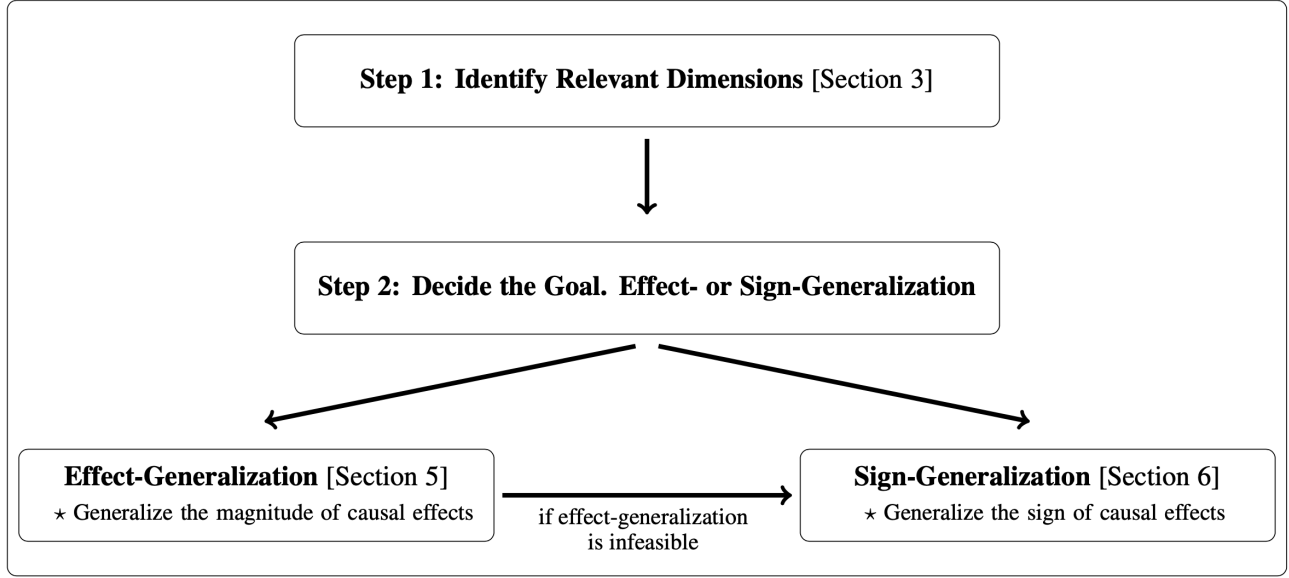 Step 1: Identify Relevant Dimensions [Section 3]
Step 2: Decide the Goal. Effect- or Sign-Generalization
Effect-Generalization [Section 5]
⋆ Generalize the magnitude of causal effects
if effect-generalization
is infeasible
Sign-Generalization [Section 6]
⋆ Generalize the sign of causal effects